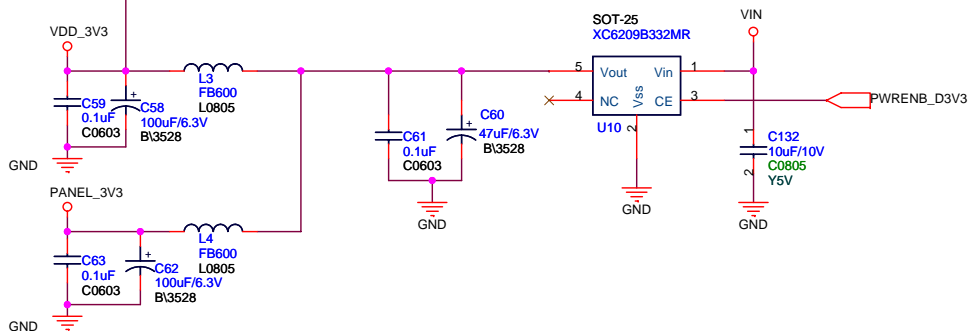 VDD_3V3
C59
0.1uF
C0603
+
C58
100uF/6.3V
B\3528
GND
L3
FB600
L0805
PANEL_3V3
C63
0.1uF
C0603
+
C62
100uF/6.3V
B\3528
GND
L4
FB600
L0805
C61
0.1uF
C0603
+
C60
47uF/6.3V
B\3528
GND
SOT-25
XC6209B332MR
5 Vout Vin 1
4 NC Vss CE 3
U10
2
GND
VIN
PWRENB_D3V3
1
C132
10uF/10V
C0805
Y5V
2
GND